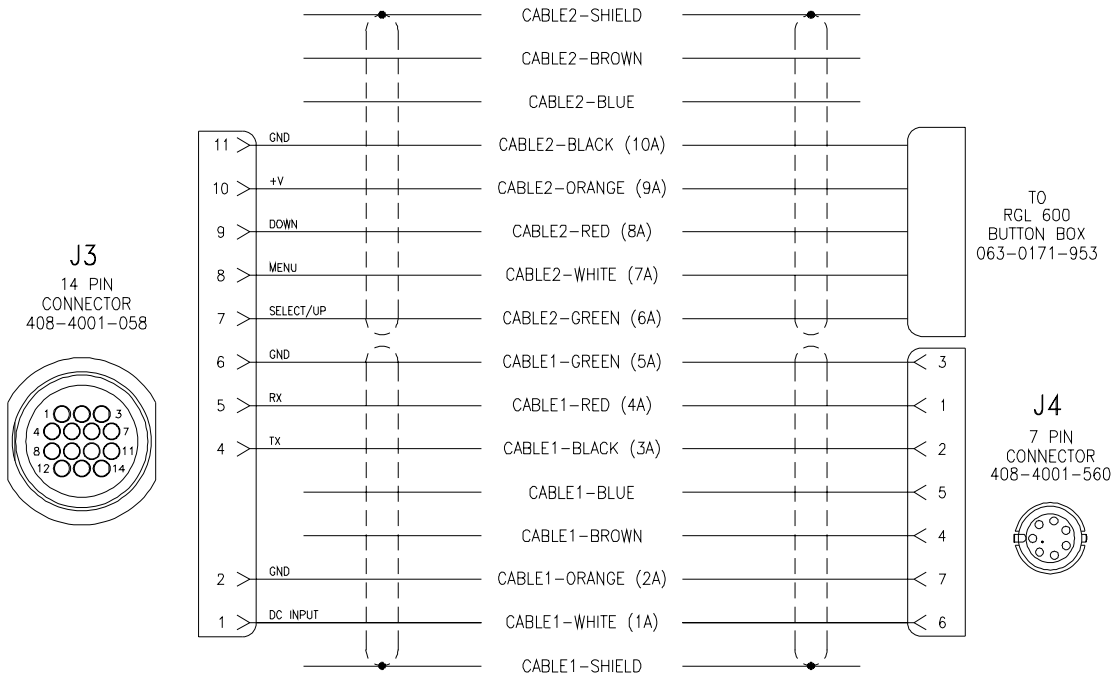 CABLE2-SHIELD
CABLE2-BROWN
CABLE2-BLUE
11 GND CABLE2-BLACK (10A)
10 +V CABLE2-ORANGE (9A)
9 DOWN CABLE2-RED (8A)
8 MENU CABLE2-WHITE (7A)
7 SELECT/UP CABLE2-GREEN (6A)
TO
RGL 600
BUTTON BOX
063-0171-953
6 GND CABLE1-GREEN (5A) 3
5 RX CABLE1-RED (4A) 1
4 TX CABLE1-BLACK (3A) 2
CABLE1-BLUE 5
CABLE1-BROWN 4
2 GND CABLE1-ORANGE (2A) 7
1 DC INPUT CABLE1-WHITE (1A) 6
CABLE1-SHIELD
J3
14 PIN
CONNECTOR
408-4001-058
1 3
4 7
8 11
12 14
J4
7 PIN
CONNECTOR
408-4001-560